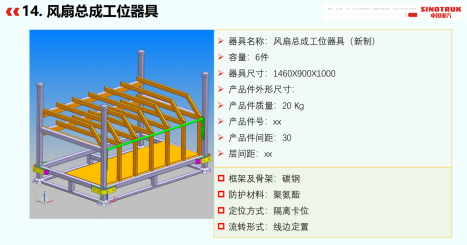 14. 风扇总成工位器具
SINOTRUK
中国重汽
器具名称：风扇总成工位器具（新制）
容量：6件
器具尺寸：1460X900X1000
产品件外形尺寸：
产品件质量：20 Kg
产品件号：xx
产品件间距：30
层间距：xx
框架及骨架：碳钢
防护材料：聚氨酯
定位方式：隔离卡位
流转形式：线边定置